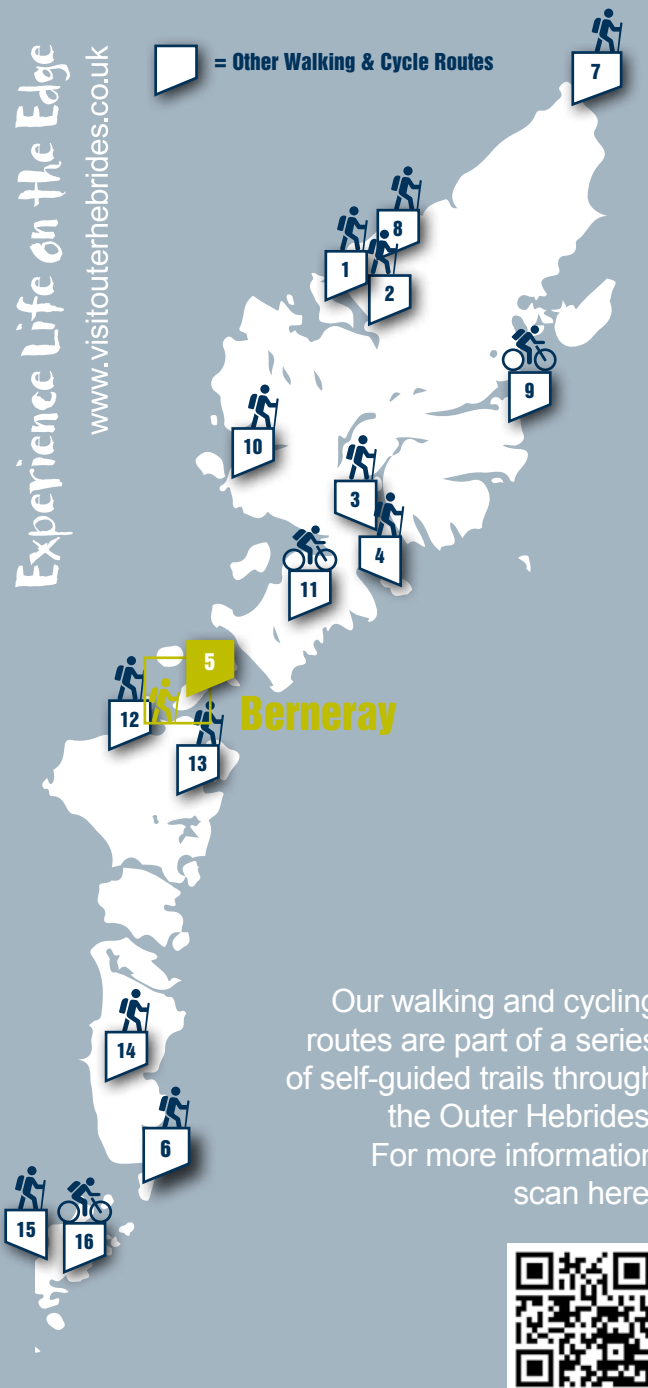 Experience Life on the Edge
www.visitouterhebrides.co.uk
= Other Walking & Cycle Routes
7
8
1
2
9
10
3
4
11
5
Berneray
12
13
14
6
15
16
Our walking and cycling
routes are part of a series
of self-guided trails through
the Outer Hebrides
For more information
scan here